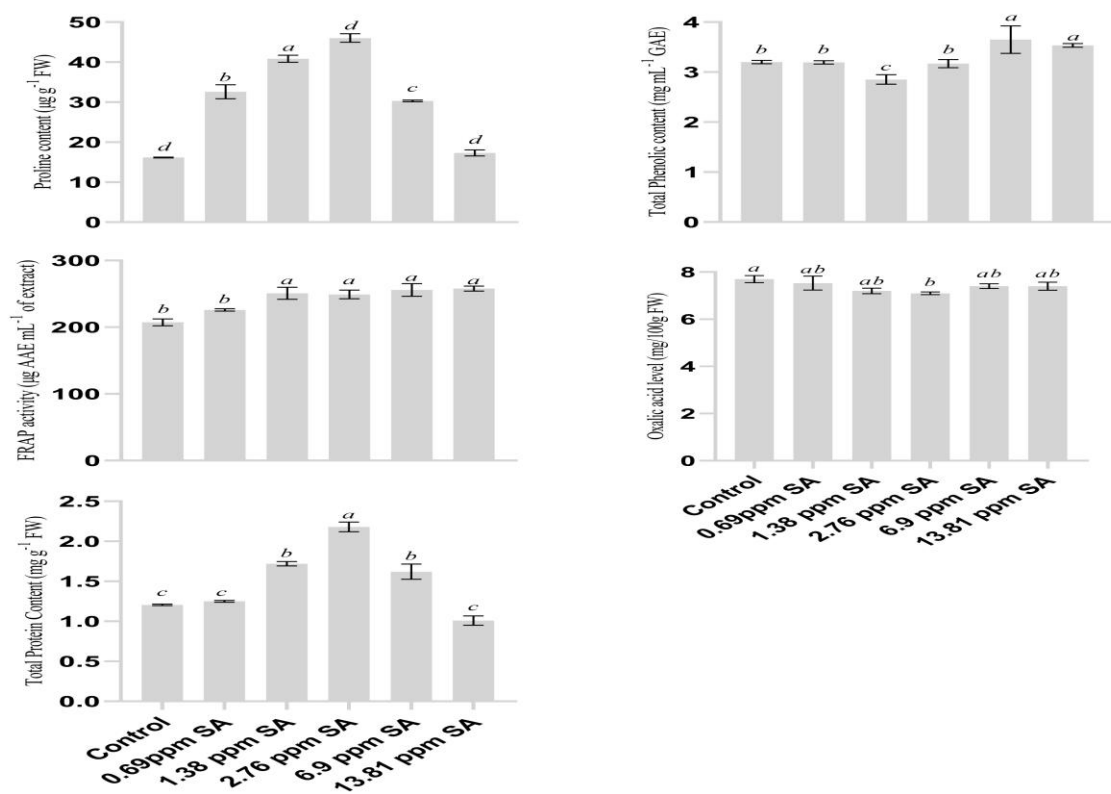 Proline content (µg g⁻¹ FW)
50
40
30
20
10
0
d
b
a
d
c
d
Total Phenolic content (mg mL⁻¹ GAE)
4
3
2
1
0
b
b
c
b
a
a
FRAP activity (µg AAE mL⁻¹ of extract)
300
200
100
0
b
b
a
a
a
a
Oxalic acid level (mg/100g FW)
8
6
4
2
0
a
ab
ab
b
ab
ab
Control
0.69ppm SA
1.38 ppm SA
2.76 ppm SA
6.9 ppm SA
13.81 ppm SA
Total Protein Content (mg g⁻¹ FW)
2.5
2.0
1.5
1.0
0.5
0.0
c
c
b
a
b
c
Control
0.69ppm SA
1.38 ppm SA
2.76 ppm SA
6.9 ppm SA
13.81 ppm SA